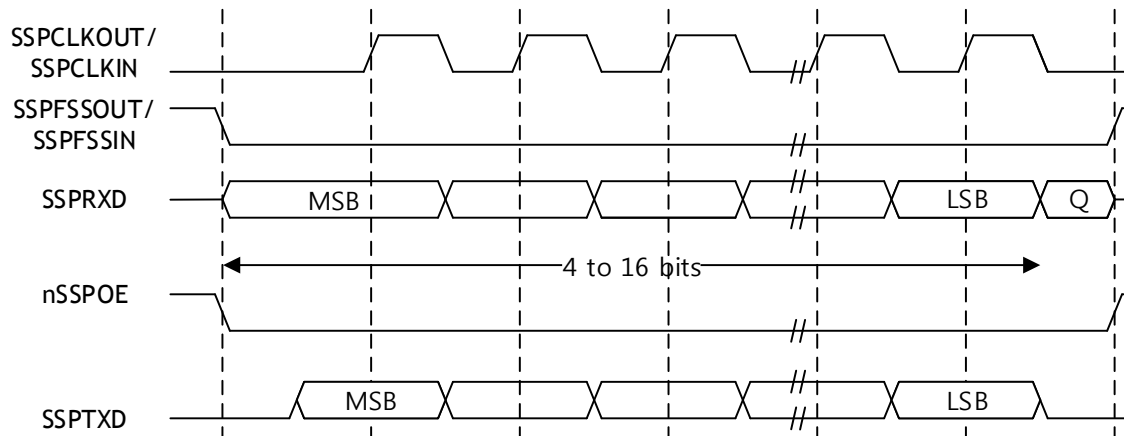 SSPCLKOUT/
SSPCLKIN
SSPFSSOUT/
SSPFSSIN
SSPRXD
MSB
LSB
Q
4 to 16 bits
nSSPOE
SSPTXD
MSB
LSB